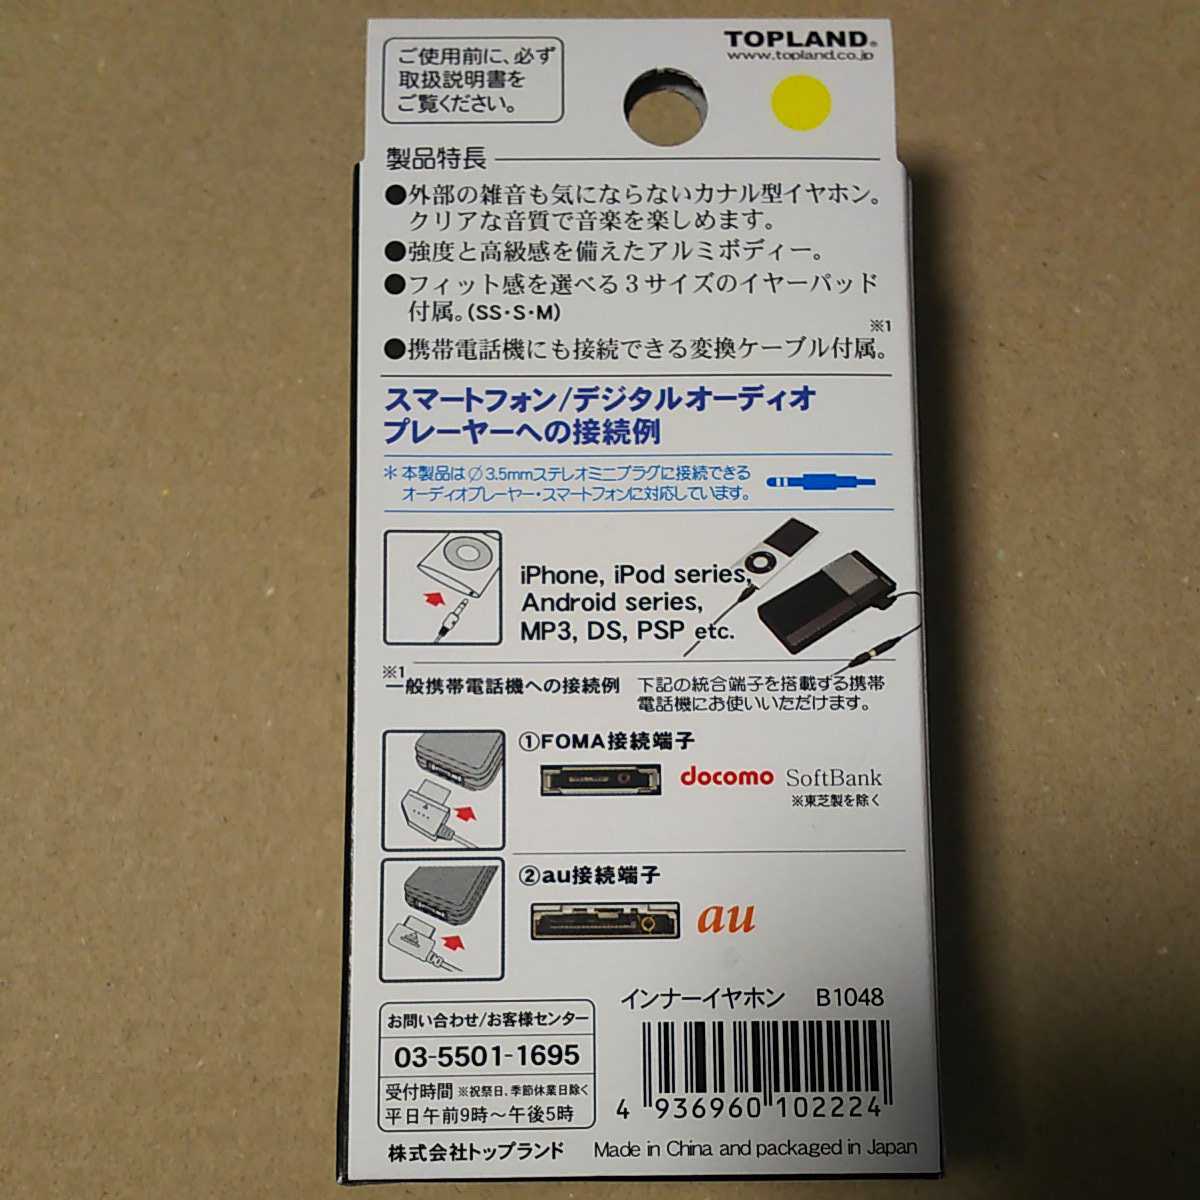 ご使用前に、必ず
取扱説明書を
ご覧ください。
TOPLAND®
www.topland.co.jp
製品特長
●外部の雑音も気にならないカナル型イヤホン。
クリアな音質で音楽を楽しめます。
●強度と高級感を備えたアルミボディー。
●フィット感を選べる3サイズのイヤーパッド
付属。(SS・S・M)
※1
●携帯電話機にも接続できる変換ケーブル付属。
スマートフォン/デジタルオーディオ
プレーヤーへの接続例
＊本製品はφ3.5mmステレオミニプラグに接続できる
オーディオプレーヤー・スマートフォンに対応しています。
iPhone, iPod series,
Android series,
MP3, DS, PSP etc.
※1
一般携帯電話機への接続例
下記の統合端子を搭載する携帯
電話機にお使いいただけます。
①FOMA接続端子
docomo SoftBank
※東芝製を除く
②au接続端子
au
インナーイヤホン B1048
お問い合わせ/お客様センター
03-5501-1695
受付時間 ※祝祭日、季節休業日除く
平日午前9時～午後5時
4 936960 102224
株式会社トップランド
Made in China and packaged in Japan